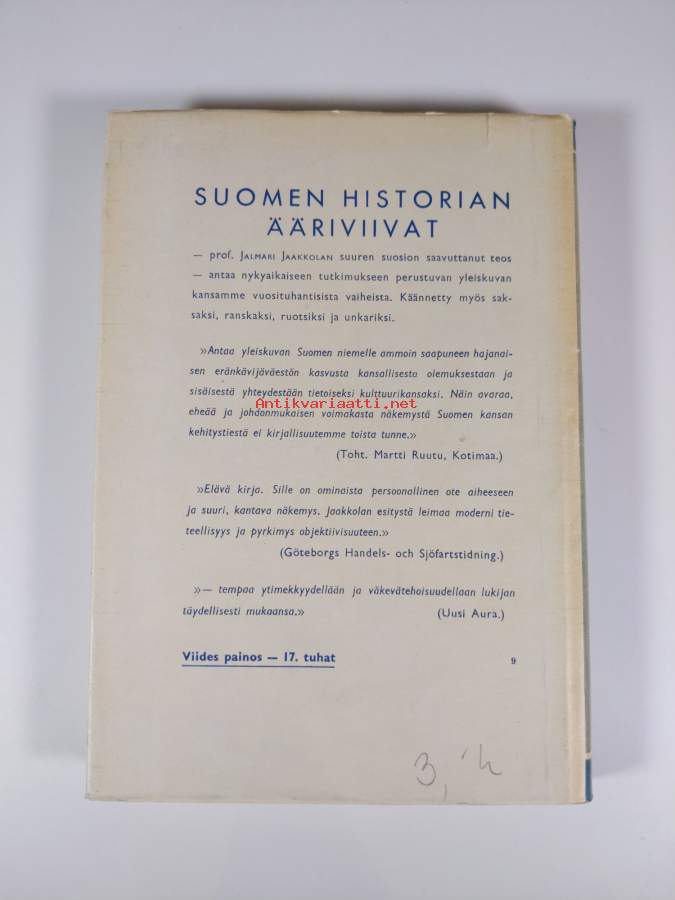 SUOMEN HISTORIAN
ÄÄRIVIIVAT
— prof. JALMARI JAAKKOLAN suuren suosion saavuttanut teos
— antaa nykyaikaiseen tutkimukseen perustuvan yleiskuvan
kansamme vuosituhantisista vaiheista. Käännetty myös sak-
saksi, ranskaksi, ruotsiksi ja unkariksi.
»Antaa yleiskuvan Suomen niemelle ammoin saapuneen hajanai-
sen eränkävijäväestön kasvusta kansallisesta olemuksestaan ja
sisäisestä yhteydestään tietoiseksi kulttuurikansaksi. Näin avaraa,
Antikvariaatti.net
eheää ja johdonmukaisen voimakasta näkemystä Suomen kansan
kehitystiestä ei kirjallisuutemme toista tunne.»
(Toht. Martti Ruutu, Kotimaa.)
»Elävä kirja. Sille on ominaista persoonallinen ote aiheeseen
ja suuri, kantava näkemys. Jaakkolan esitystä leimaa moderni tie-
teellisyys ja pyrkimys objektiivisuuteen.»
(Göteborgs Handels- och Sjöfartstidning.)
»— tempaa ytimekkyydellään ja väkevätehoisuudellaan lukijan
täydellisesti mukaansa.» (Uusi Aura.)
Viides painos — 17. tuhat 9